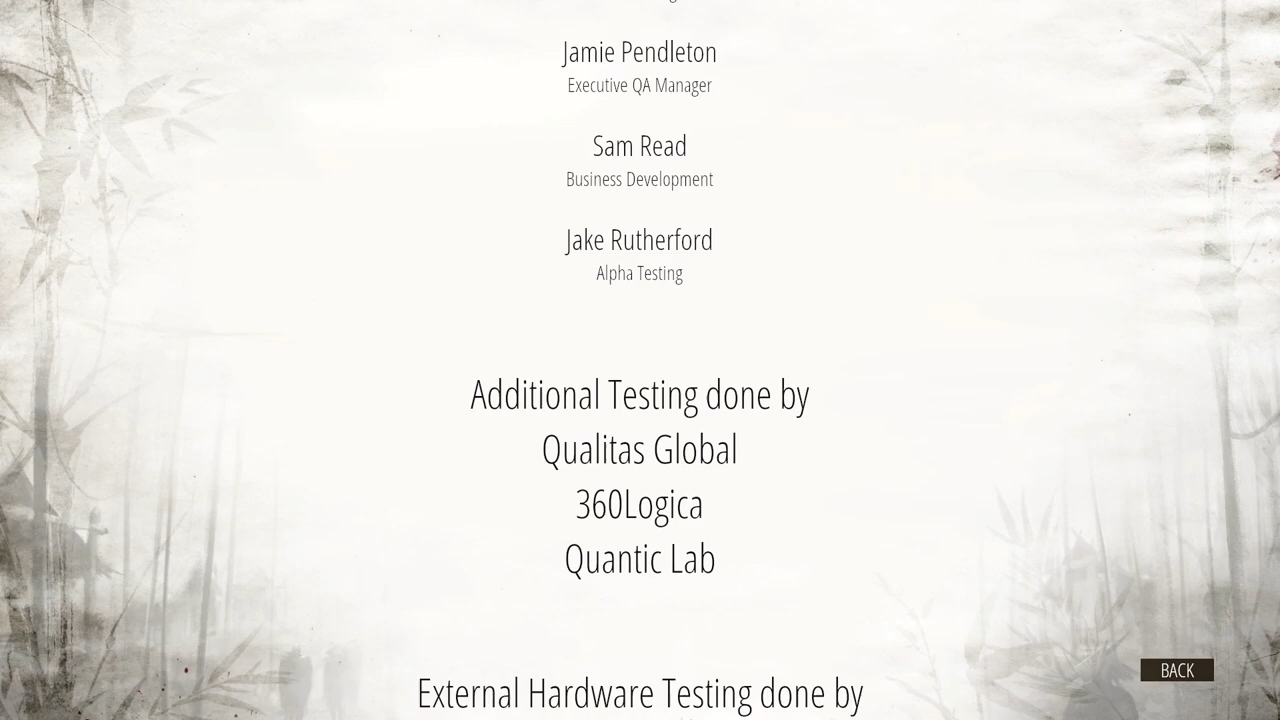 Jamie Pendleton
Executive QA Manager
Sam Read
Business Development
Jake Rutherford
Alpha Testing
Additional Testing done by
Qualitas Global
360Logica
Quantic Lab
BACK
External Hardware Testing done by